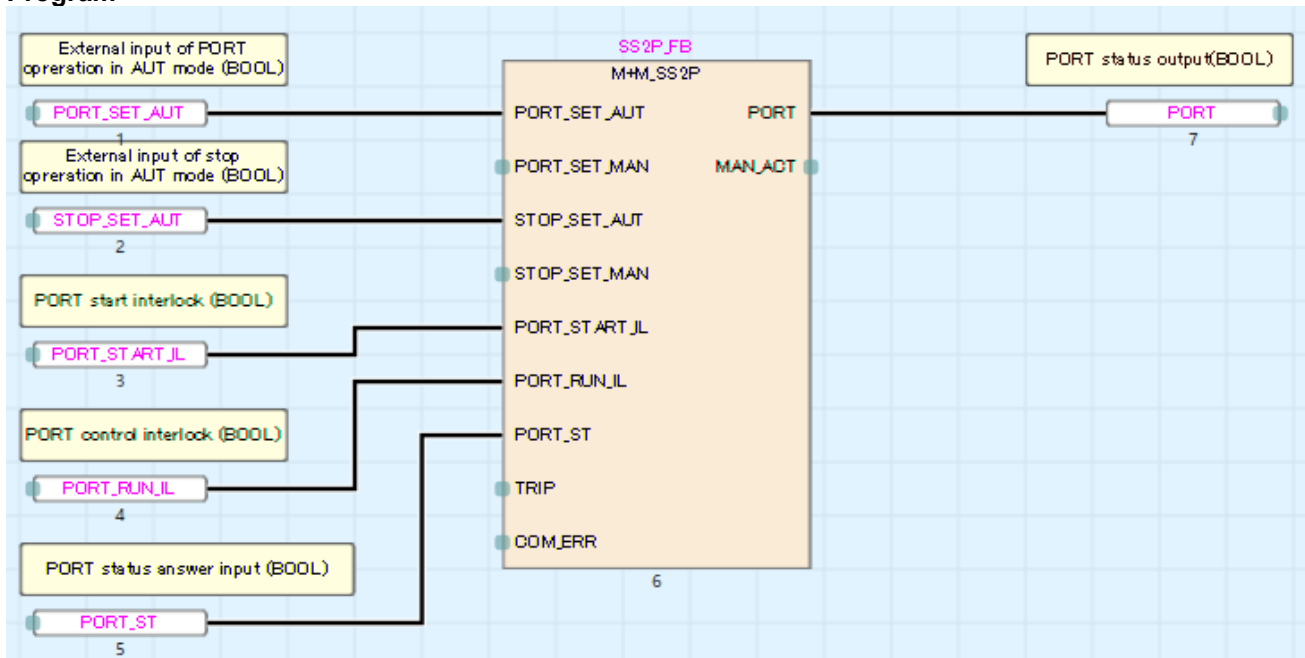 Program
External input of PORT
opreration in AUT mode (BOOL)
PORT_SET_AUT
1
External input of stop
opreration in AUT mode (BOOL)
STOP_SET_AUT
2
PORT start interlock (BOOL)
PORT_START_IL
3
PORT control interlock (BOOL)
PORT_RUN_IL
4
PORT status answer input (BOOL)
PORT_ST
5
SS2P_FB
M+M_SS2P
PORT_SET_AUT PORT
PORT_SET_MAN MAN_ACT
STOP_SET_AUT
STOP_SET_MAN
PORT_START_IL
PORT_RUN_IL
PORT_ST
TRIP
COM_ERR
6
PORT status output(BOOL)
PORT
7